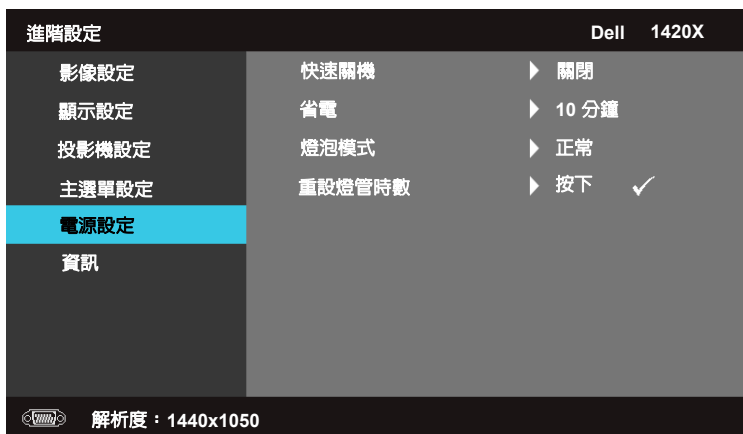 進階設定 Dell 1420X
影像設定 快速關機 關閉
顯示設定 省電 10 分鐘
投影機設定 燈泡模式 正常
主選單設定 重設燈管時數 按下
電源設定
資訊
解析度：1440x1050